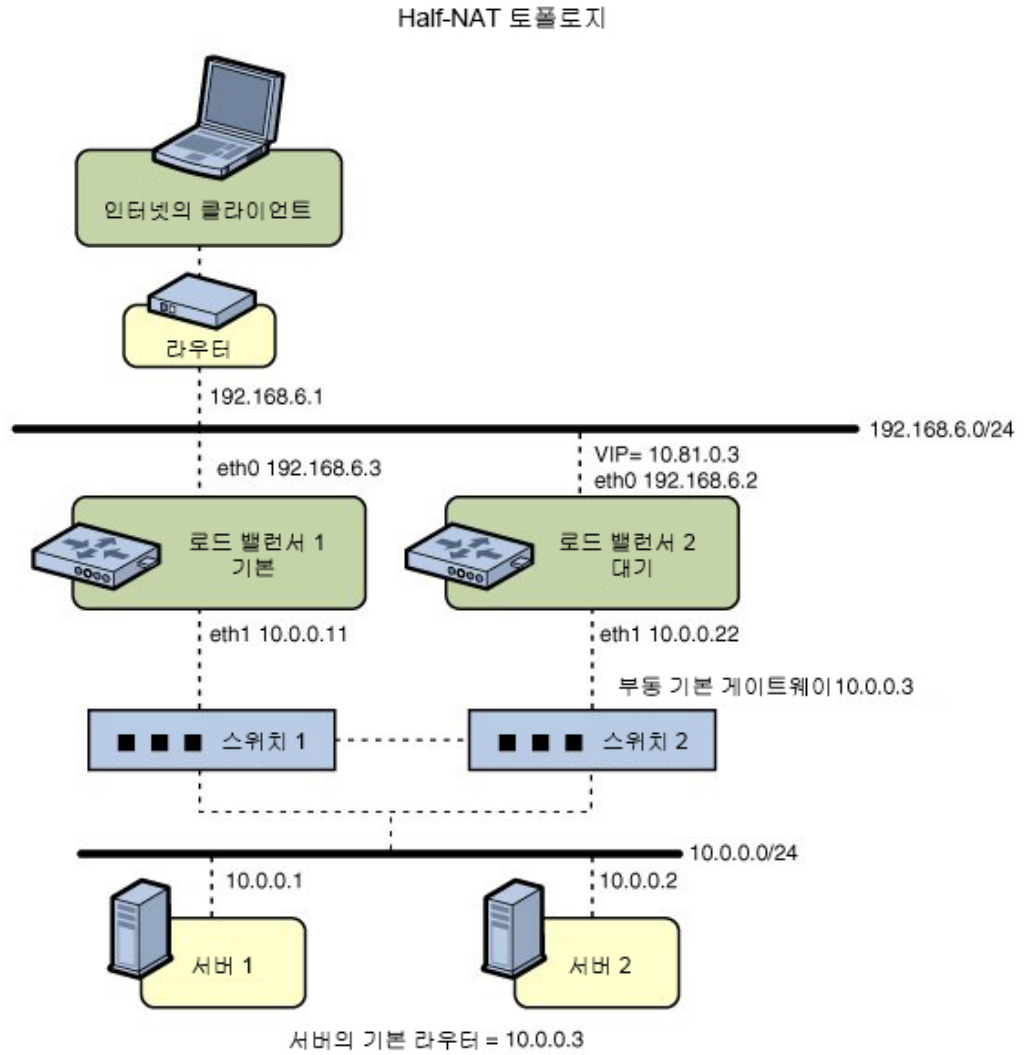 Half-NAT 토폴로지
인터넷의 클라이언트
라우터
192.168.6.1
192.168.6.0/24
eth0 192.168.6.3
VIP= 10.81.0.3
eth0 192.168.6.2
로드 밸런서 1
기본
로드 밸런서 2
대기
eth1 10.0.0.11
eth1 10.0.0.22
부동 기본 게이트웨이10.0.0.3
스위치 1
스위치 2
10.0.0.0/24
10.0.0.1
10.0.0.2
서버 1
서버 2
서버의 기본 라우터 = 10.0.0.3